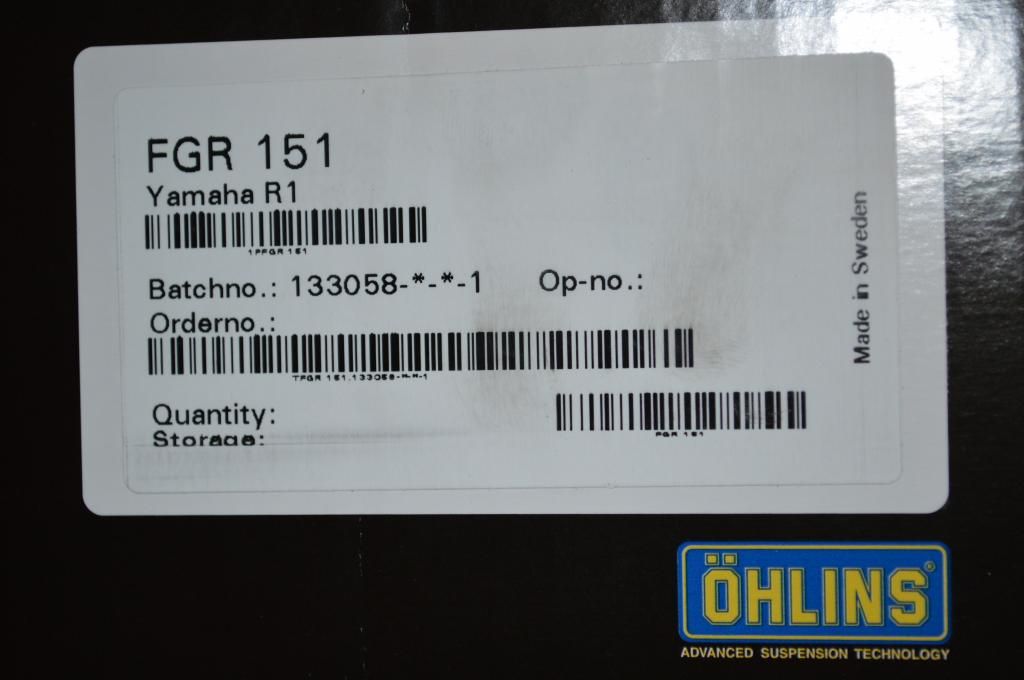 FGR 151
Yamaha R1
1PFGR 151
Batchno.: 133058-*-*-1 Op-no.:
Orderno.:
TFGR 151.133058-*-*-1
Quantity:
Storage:
FGR 151
Made in Sweden
ÖHLINS®
ADVANCED SUSPENSION TECHNOLOGY